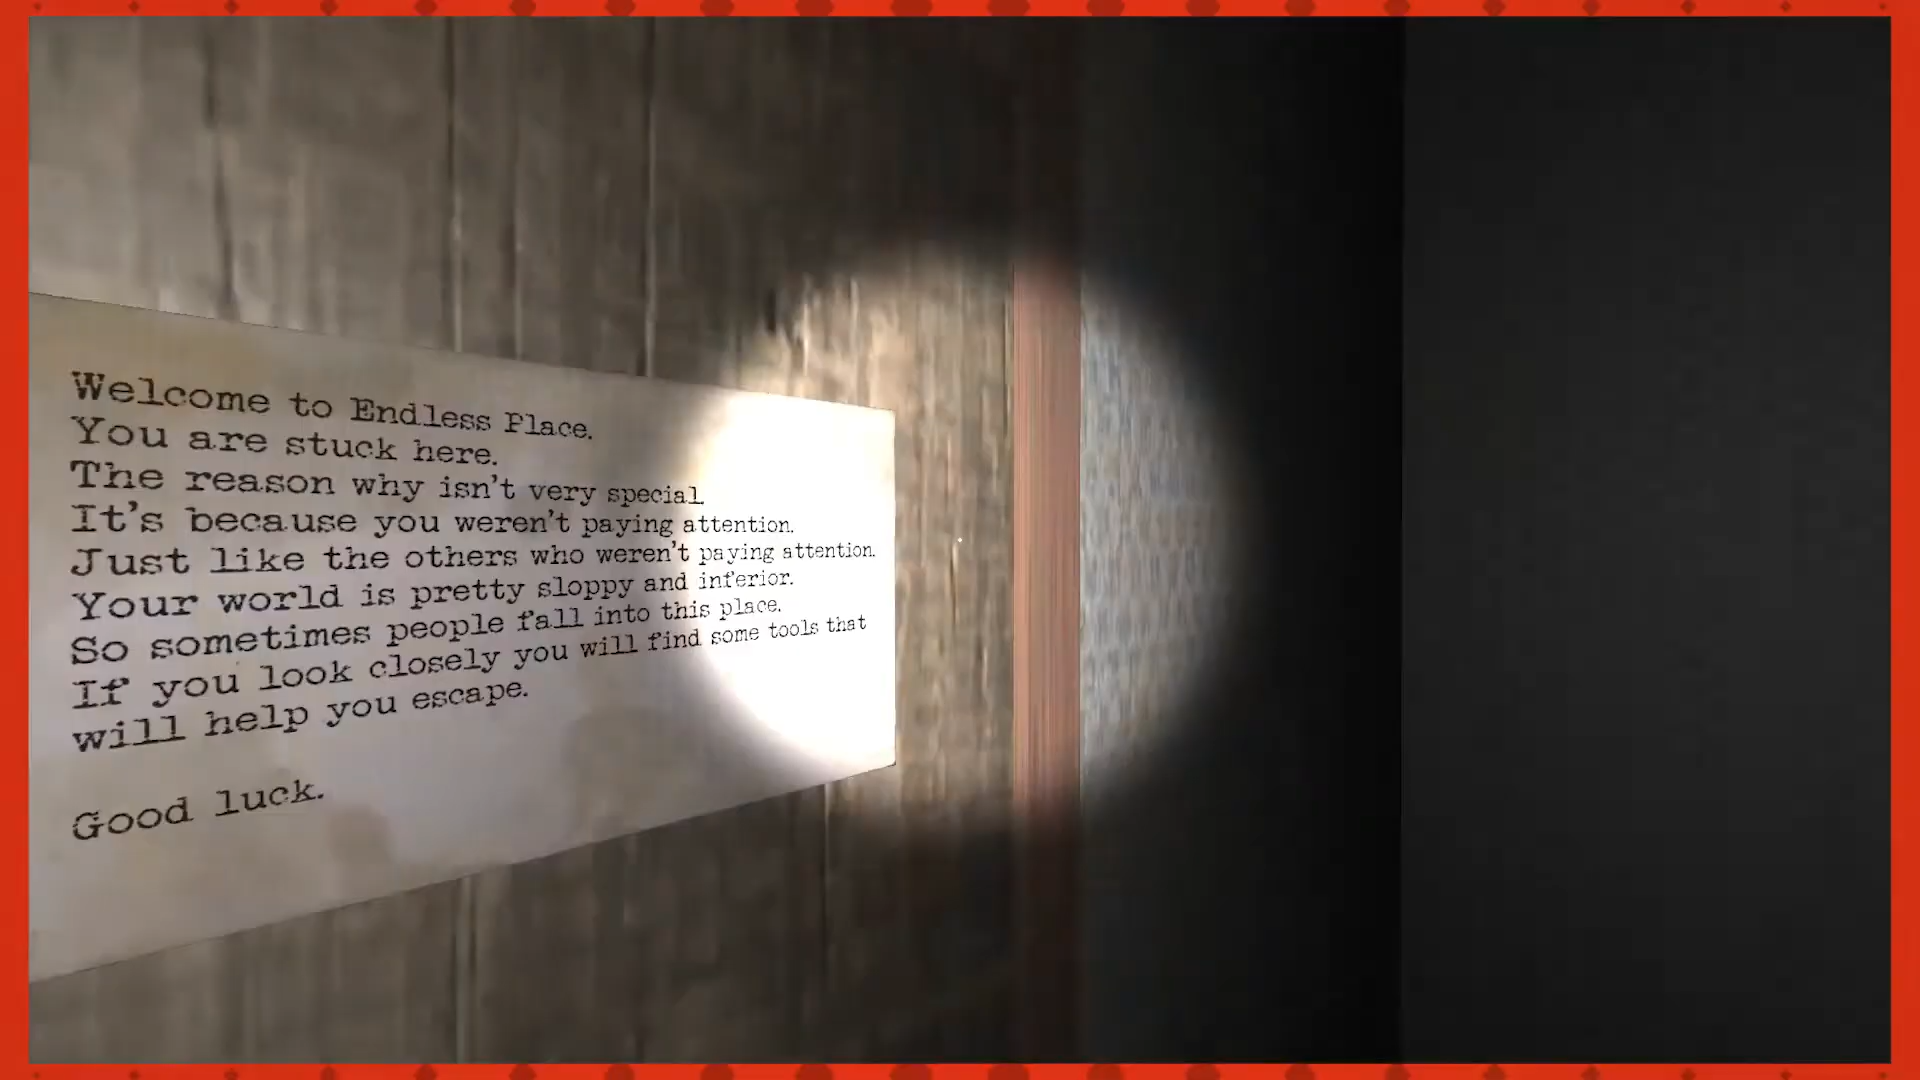 Welcome to Endless Place.
You are stuck here.
The reason why isn't very special.
It's because you weren't paying attention.
Just like the others who weren't paying attention.
Your world is pretty sloppy and inferior.
So sometimes people fall into this place.
If you look closely you will find some tools that
will help you escape.
Good luck.